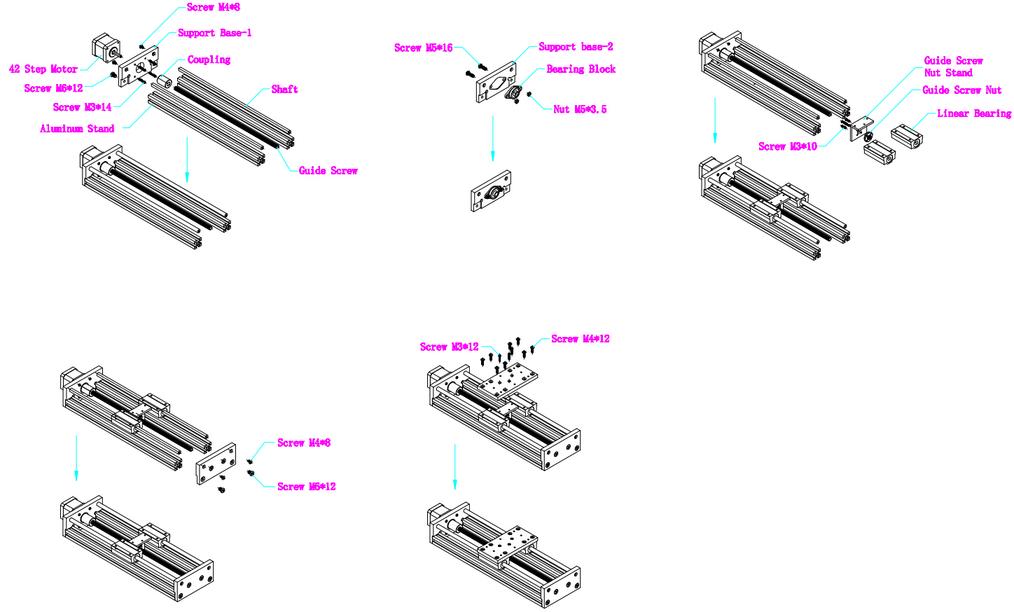 Screw M4*8
Support Base-1
Coupling
42 Step Motor
Screw M6*12
Screw M3*14
Shaft
Aluminum Stand
Guide Screw
Screw M5*16
Support base-2
Bearing Block
Nut M5*3.5
Guide Screw
Nut Stand
Guide Screw Nut
Linear Bearing
Screw M3*10
Screw M4*8
Screw M6*12
Screw M3*12
Screw M4*12